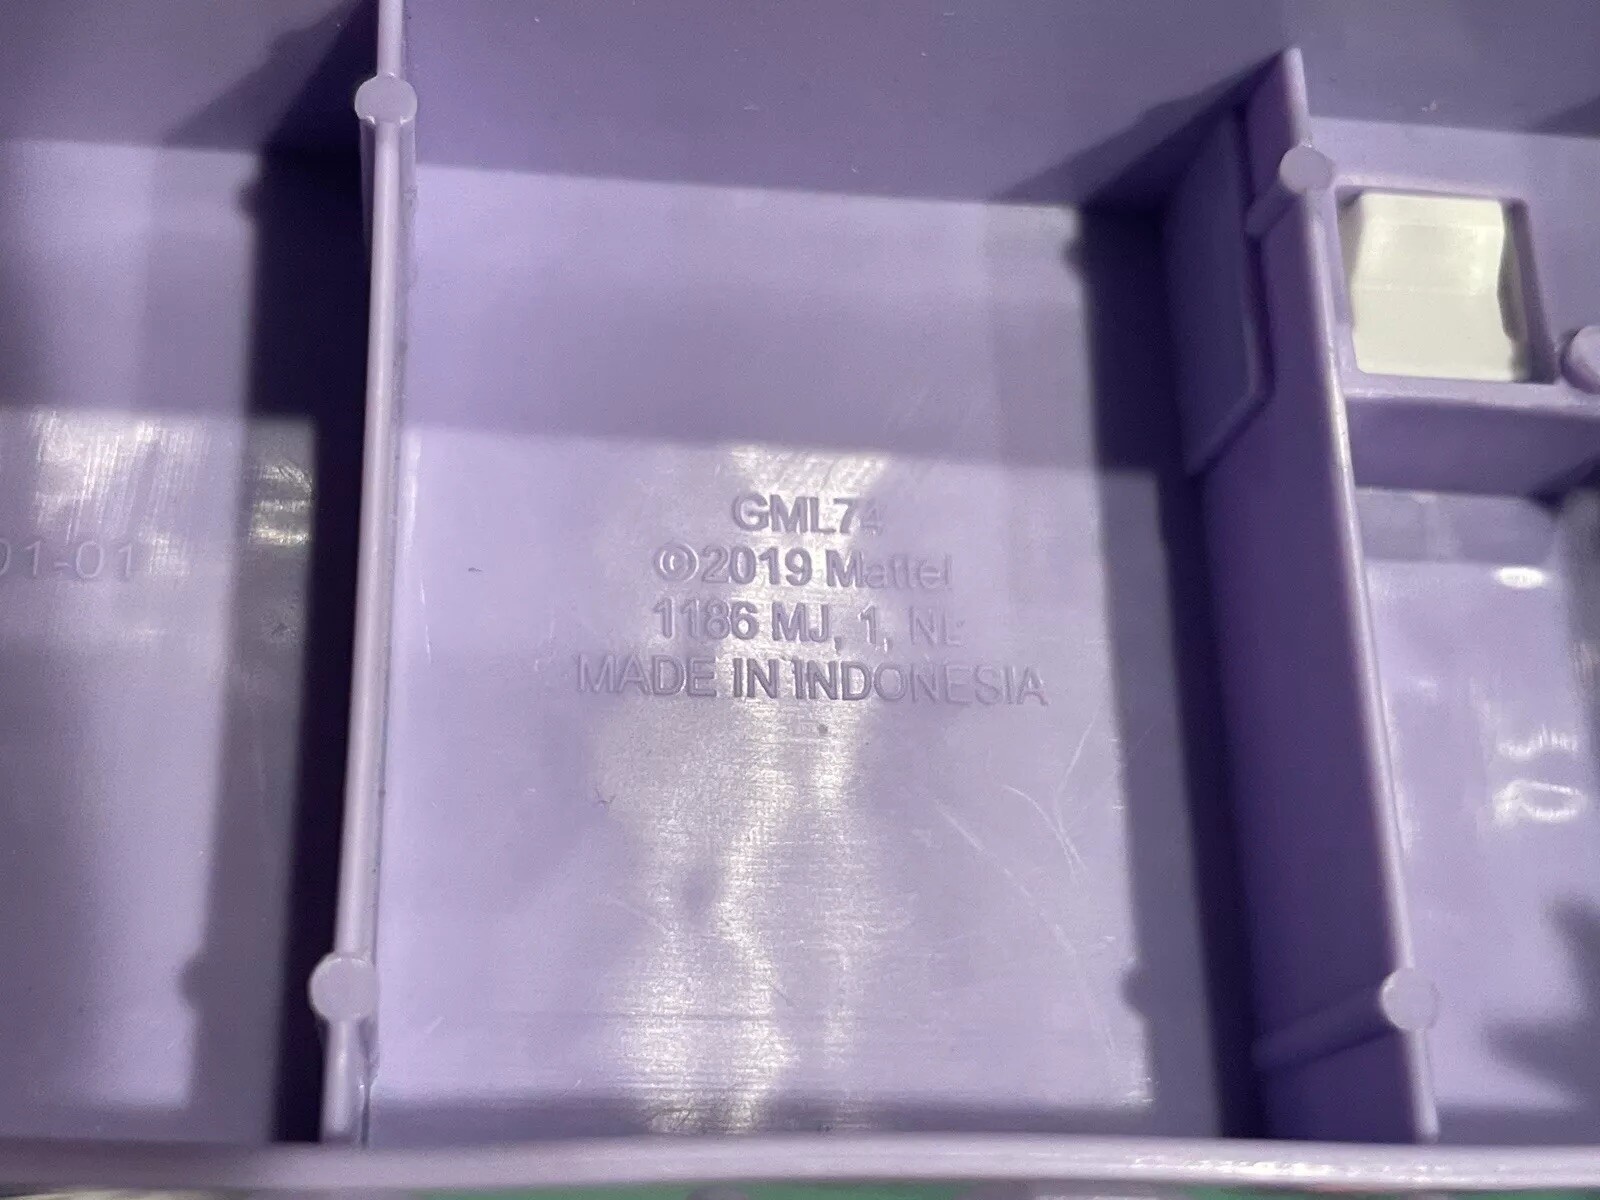 GML74
©2019 Mattel
1186 MJ, 1, NL
MADE IN INDONESIA
01-01